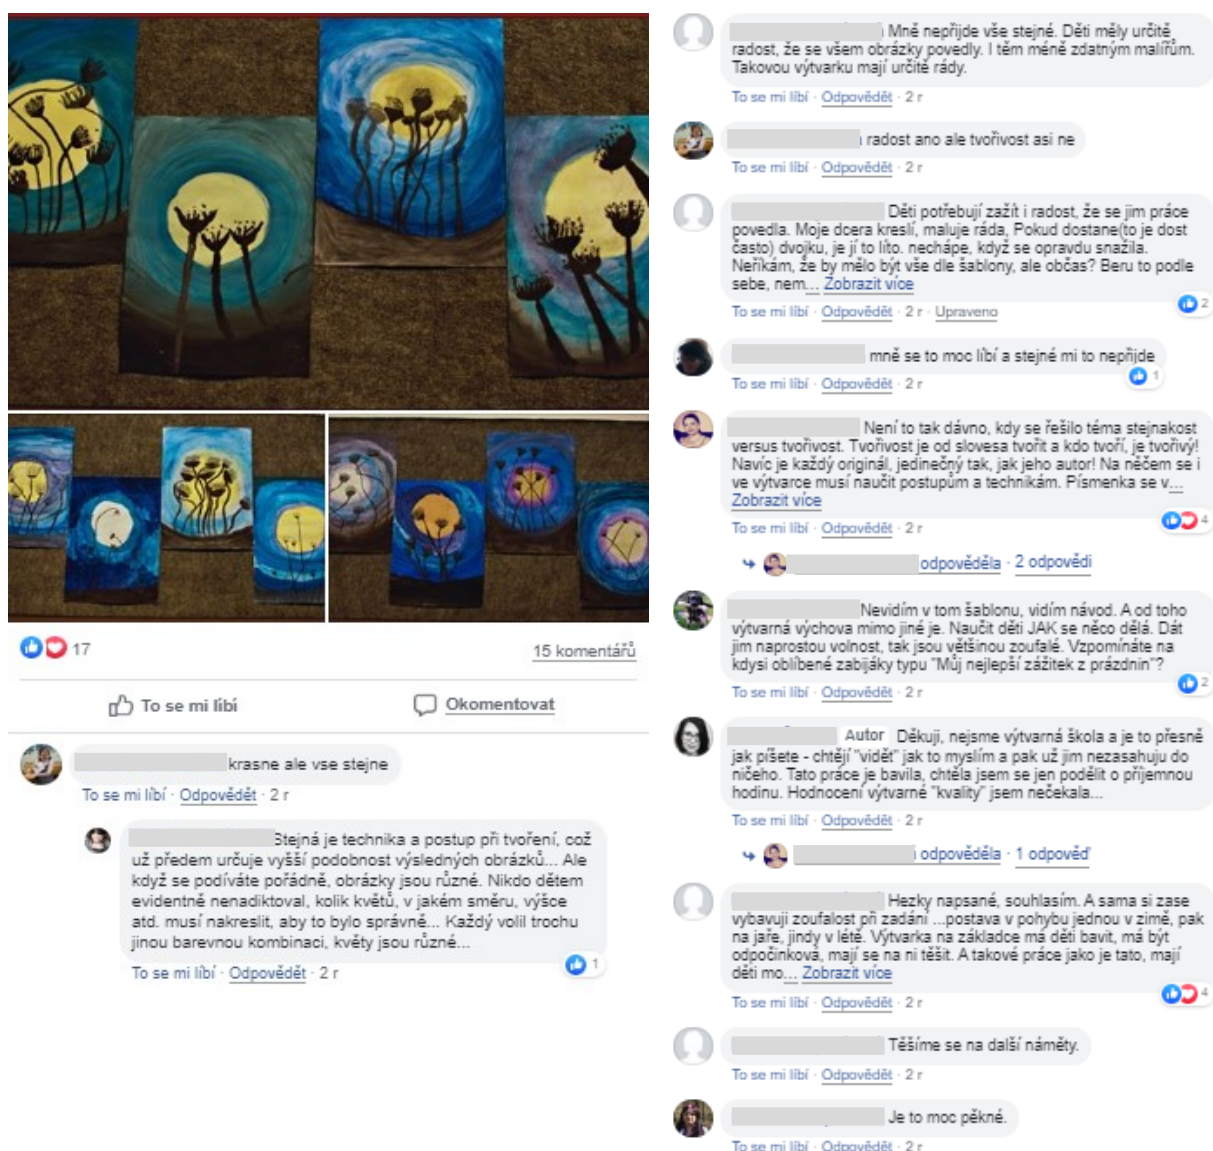 17
15 komentářů
To se mi líbí
Okomentovat
krasne ale vse stejne
To se mi líbí · Odpovědět · 2 r
Stejná je technika a postup při tvoření, což
už předem určuje vyšší podobnost výsledných obrázků... Ale
když se podíváte pořádně, obrázky jsou různé. Nikdo dětem
evidentně nenadiktoval, kolik květů, v jakém směru, výšce
atd. musí nakreslit, aby to bylo správně... Každý volil trochu
jinou barevnou kombinaci, květy jsou různé...
1
To se mi líbí · Odpovědět · 2 r
Mně nepřijde vše stejné. Děti měly určitě
radost, že se všem obrázky povedly. I těm méně zdatným malířům.
Takovou výtvarku mají určitě rády.
To se mi líbí · Odpovědět · 2 r
radost ano ale tvořivost asi ne
To se mi líbí · Odpovědět · 2 r
Děti potřebují zažít i radost, že se jim práce
povedla. Moje dcera kreslí, maluje ráda, Pokud dostane(to je dost
často) dvojku, je jí to líto. nechápe, když se opravdu snažila.
Neříkám, že by mělo být vše dle šablony, ale občas? Beru to podle
sebe, nem... Zobrazit více
2
To se mi líbí · Odpovědět · 2 r · Upraveno
mně se to moc líbí a stejné mi to nepřijde
1
To se mi líbí · Odpovědět · 2 r
Není to tak dávno, kdy se řešilo téma stejnakost
versus tvořivost. Tvořivost je od slovesa tvořit a kdo tvoří, je tvořivý!
Navíc je každý originál, jedinečný tak, jak jeho autor! Na něčem se i
ve výtvarce musí naučit postupům a technikám. Písmenka se v...
Zobrazit více
4
To se mi líbí · Odpovědět · 2 r
odpověděla · 2 odpovědi
Nevidím v tom šablonu, vidím návod. A od toho
výtvarná výchova mimo jiné je. Naučit děti JAK se něco dělá. Dát
jim naprostou volnost, tak jsou většinou zoufalé. Vzpomínáte na
kdysi oblíbené zabijáky typu "Můj nejlepší zážitek z prázdnin"?
2
To se mi líbí · Odpovědět · 2 r
Autor Děkuji, nejsme výtvarná škola a je to přesně
jak píšete - chtějí "vidět" jak to myslím a pak už jim nezasahuju do
ničeho. Tato práce je bavila, chtěla jsem se jen podělit o příjemnou
hodinu. Hodnocení výtvarné "kvality" jsem nečekala...
To se mi líbí · Odpovědět · 2 r
odpověděla · 1 odpověď
Hezky napsané, souhlasím. A sama si zase
vybavuji zoufalost při zadání ...postava v pohybu jednou v zimě, pak
na jaře, jindy v létě. Výtvarka na základce má děti bavit, má být
odpočinková, mají se na ni těšit. A takové práce jako je tato, mají
děti mo... Zobrazit více
4
To se mi líbí · Odpovědět · 2 r
Těšíme se na další náměty.
To se mi líbí · Odpovědět · 2 r
Je to moc pěkné.
To se mi líbí · Odpovědět · 2 r